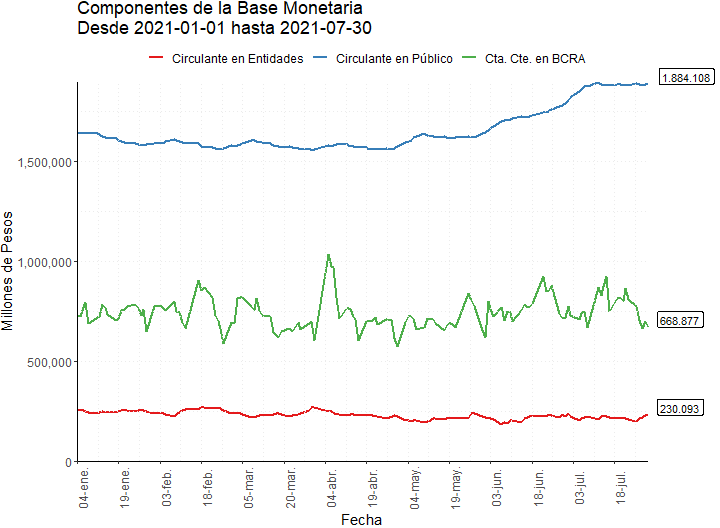 Componentes de la Base Monetaria
Desde 2021-01-01 hasta 2021-07-30
Circulante en Entidades
Circulante en Público
Cta. Cte. en BCRA
1.884.108
1,500,000
1,000,000
Millones de Pesos
668.877
500,000
230.093
0
04-ene.
19-ene.
03-feb.
18-feb.
05-mar.
20-mar.
04-abr.
19-abr.
04-may.
19-may.
03-jun.
18-jun.
03-jul.
18-jul.
Fecha